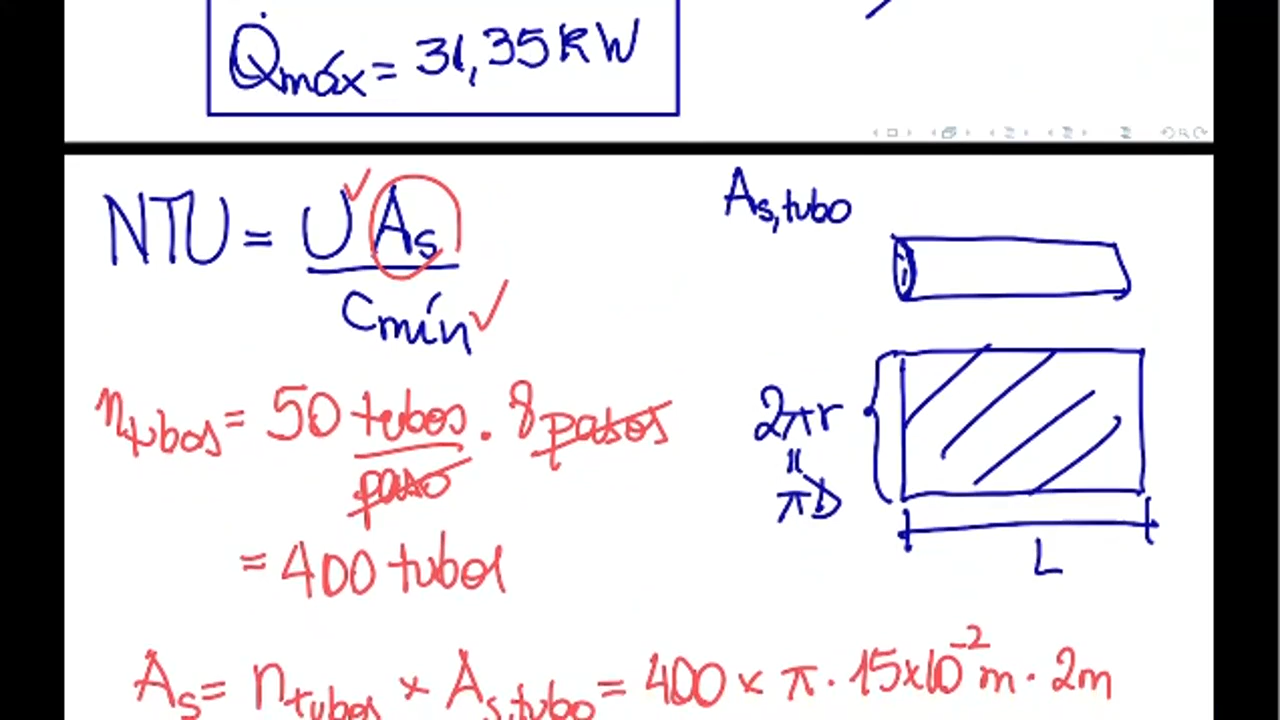 Q̇máx = 31,35 kW
NTU = U As
Cmín
As,tubo
ntubos = 50 tubos . 8 pasos
paso
2πr
=
πD
= 400 tubos
L
As = ntubos × As,tubo = 400 × π · 15×10⁻² m · 2m